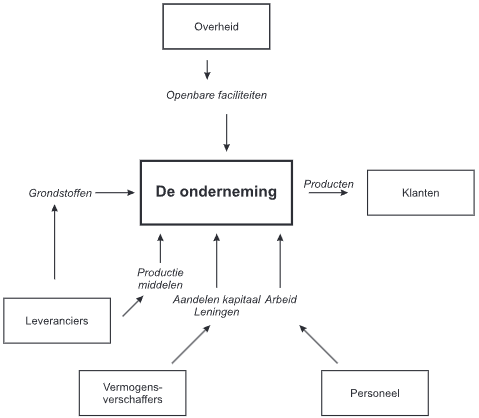 Overheid
Openbare faciliteiten
De onderneming
Producten
Klanten
Grondstoffen
Productie
middelen
Aandelen kapitaal
Leningen
Arbeid
Leveranciers
Vermogens-
verschaffers
Personeel